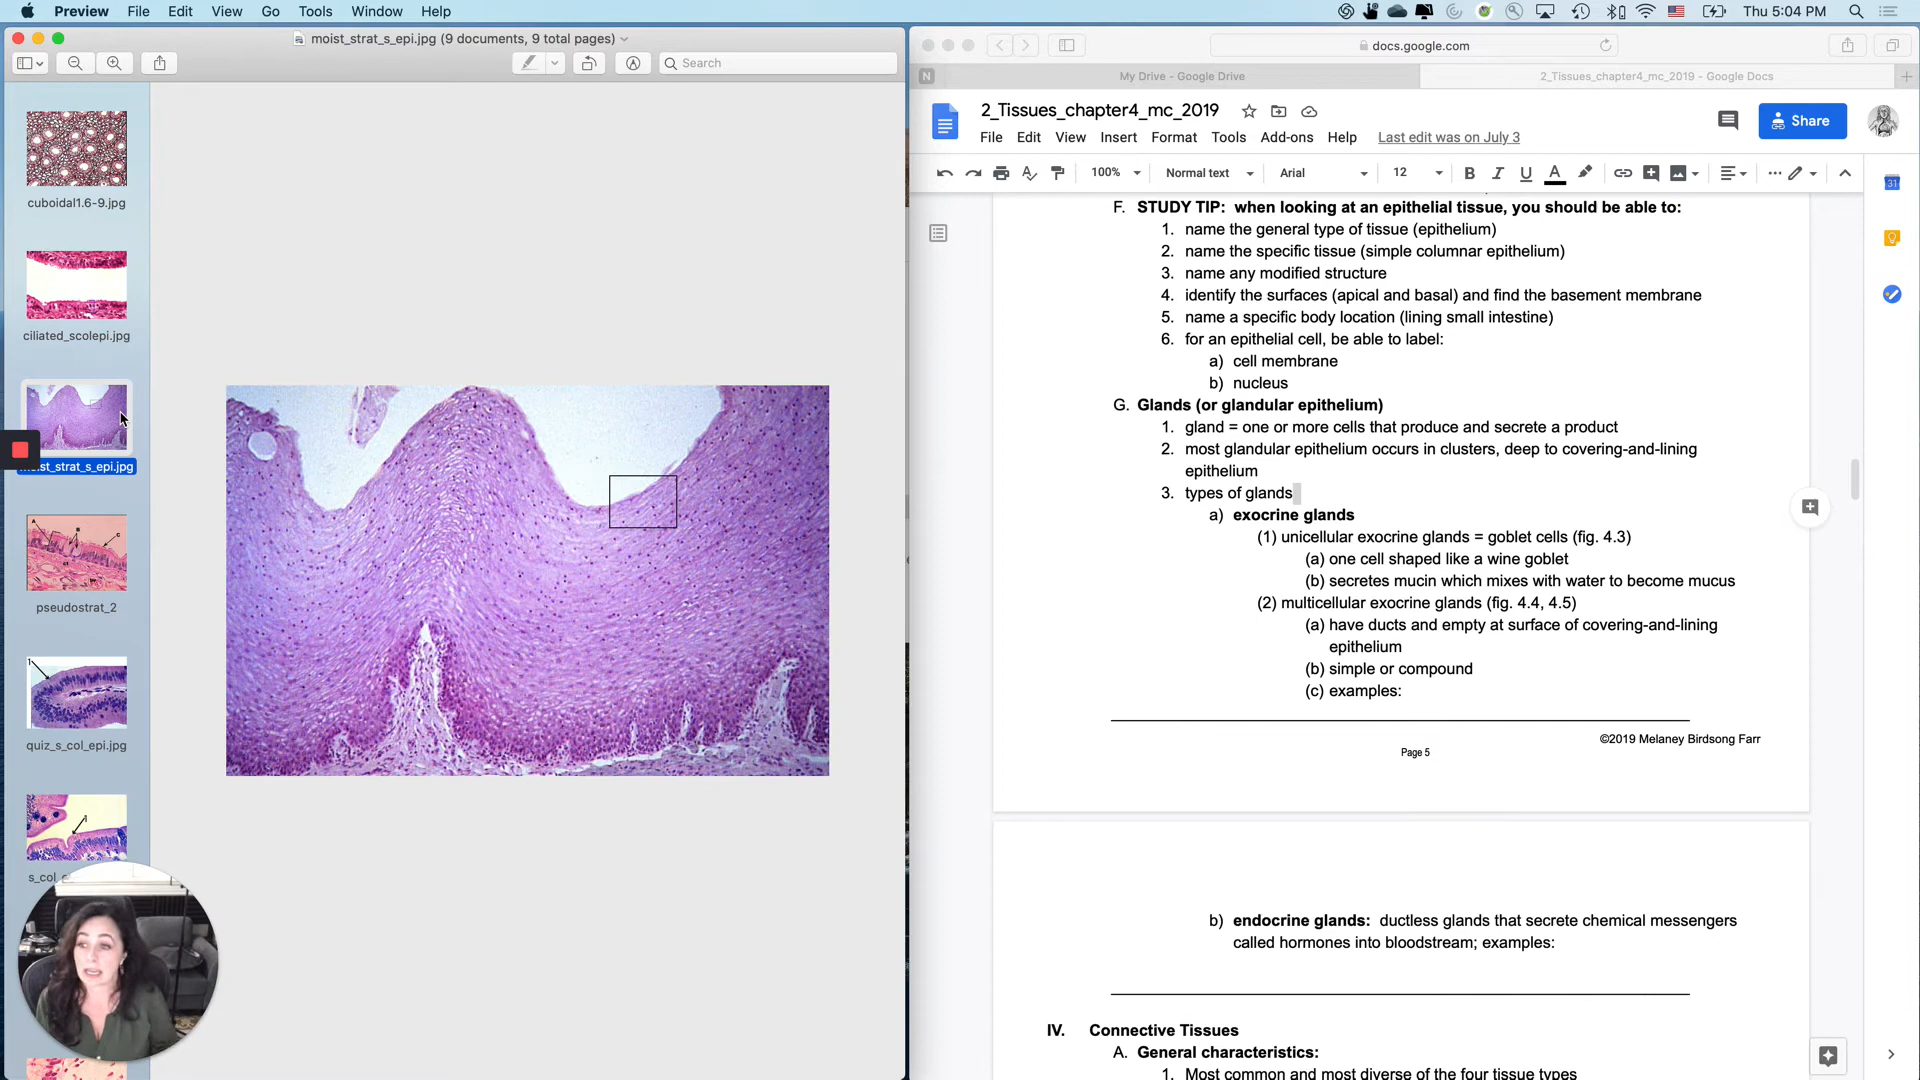 Preview File Edit View Go Tools Window Help
Thu 5:04 PM
moist_strat_s_epi.jpg (9 documents, 9 total pages)
Search
cuboidal1.6-9.jpg
ciliated_scolepi.jpg
moist_strat_s_epi.jpg
A B C
pseudostrat_2
1
quiz_s_col_epi.jpg
1
s_col_
docs.google.com
N
My Drive - Google Drive
2_Tissues_chapter4_mc_2019 - Google Docs
2_Tissues_chapter4_mc_2019
File Edit View Insert Format Tools Add-ons Help Last edit was on July 3
Share
100% Normal text Arial 12 B I U A
31
F. STUDY TIP: when looking at an epithelial tissue, you should be able to:
1. name the general type of tissue (epithelium)
2. name the specific tissue (simple columnar epithelium)
3. name any modified structure
4. identify the surfaces (apical and basal) and find the basement membrane
5. name a specific body location (lining small intestine)
6. for an epithelial cell, be able to label:
a) cell membrane
b) nucleus
G. Glands (or glandular epithelium)
1. gland = one or more cells that produce and secrete a product
2. most glandular epithelium occurs in clusters, deep to covering-and-lining
epithelium
3. types of glands
a) exocrine glands
(1) unicellular exocrine glands = goblet cells (fig. 4.3)
(a) one cell shaped like a wine goblet
(b) secretes mucin which mixes with water to become mucus
(2) multicellular exocrine glands (fig. 4.4, 4.5)
(a) have ducts and empty at surface of covering-and-lining
epithelium
(b) simple or compound
(c) examples:
©2019 Melaney Birdsong Farr
Page 5
b) endocrine glands: ductless glands that secrete chemical messengers
called hormones into bloodstream; examples:
IV. Connective Tissues
A. General characteristics:
1. Most common and most diverse of the four tissue types